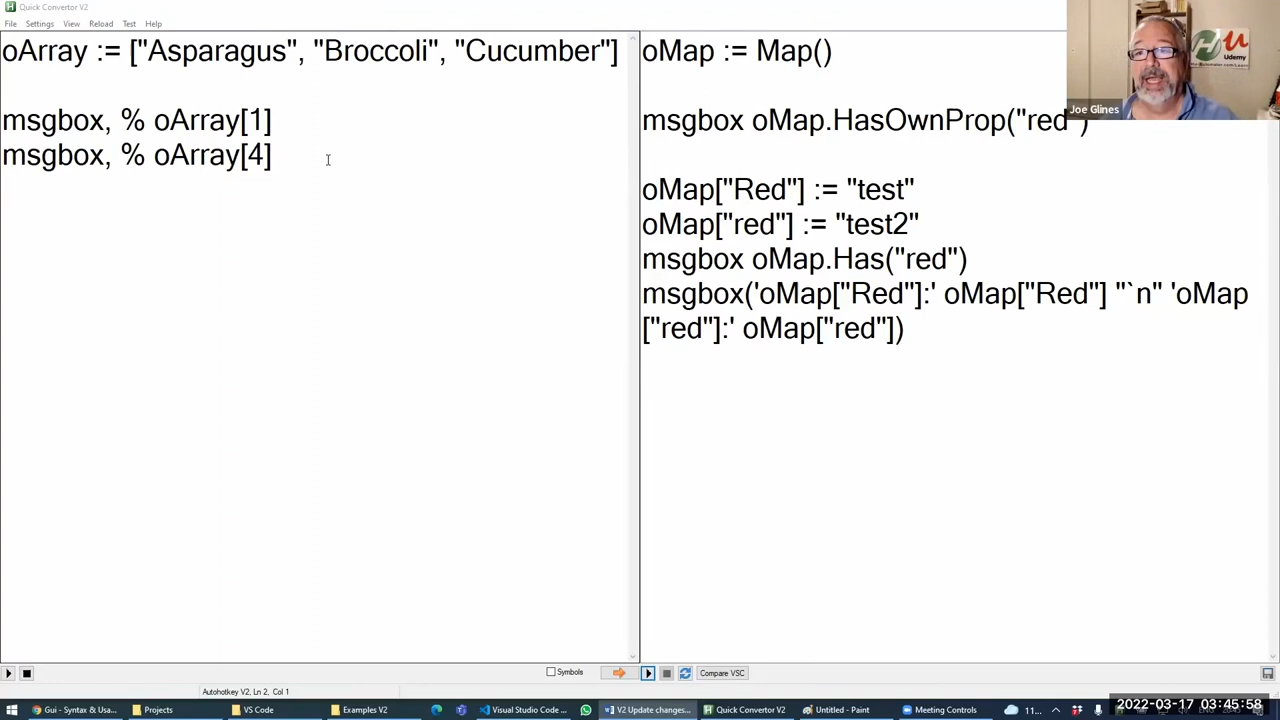 Quick Convertor V2
File Settings View Reload Test Help
oArray := ["Asparagus", "Broccoli", "Cucumber"]
msgbox, % oArray[1]
msgbox, % oArray[4]
oMap := Map()
msgbox oMap.HasOwnProp("red")
oMap["Red"] := "test"
oMap["red"] := "test2"
msgbox oMap.Has("red")
msgbox('oMap["Red"]:' oMap["Red"] "`n" 'oMap
["red"]:' oMap["red"])
Udemy
Joe Glines
Symbols
Compare VSC
Autohotkey V2, Ln 2, Col 1
Gui - Syntax & Usa... Projects VS Code Examples V2 Visual Studio Code ... V2 Update changes... Quick Convertor V2 Untitled - Paint Meeting Controls 11...
2022-03-17 03:45:58